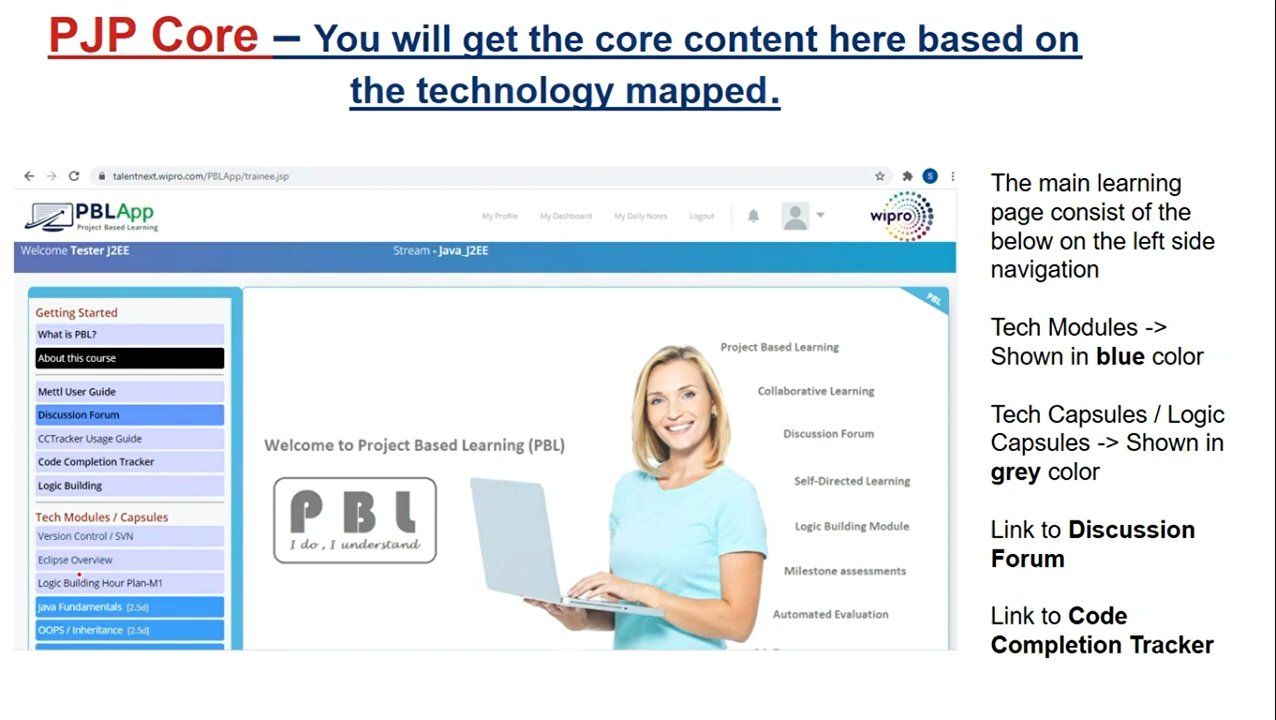 PJP Core – You will get the core content here based on
the technology mapped.
talentnext.wipro.com/PBLApp/trainee.jsp
S
PBLApp
Project Based Learning
My Profile
My Dashboard
My Daily Notes
Logout
wipro
Welcome Tester J2EE
Stream - Java_J2EE
Getting Started
What is PBL?
About this course
Mettl User Guide
Discussion Forum
CCTracker Usage Guide
Code Completion Tracker
Logic Building
Tech Modules / Capsules
Version Control / SVN
Eclipse Overview
Logic Building Hour Plan-M1
Java Fundamentals [2.5d]
OOPS / Inheritance [2.5d]
PBL
Welcome to Project Based Learning (PBL)
PBL
I do , I understand
Project Based Learning
Collaborative Learning
Discussion Forum
Self-Directed Learning
Logic Building Module
Milestone assessments
Automated Evaluation
The main learning
page consist of the
below on the left side
navigation
Tech Modules ->
Shown in blue color
Tech Capsules / Logic
Capsules -> Shown in
grey color
Link to Discussion
Forum
Link to Code
Completion Tracker